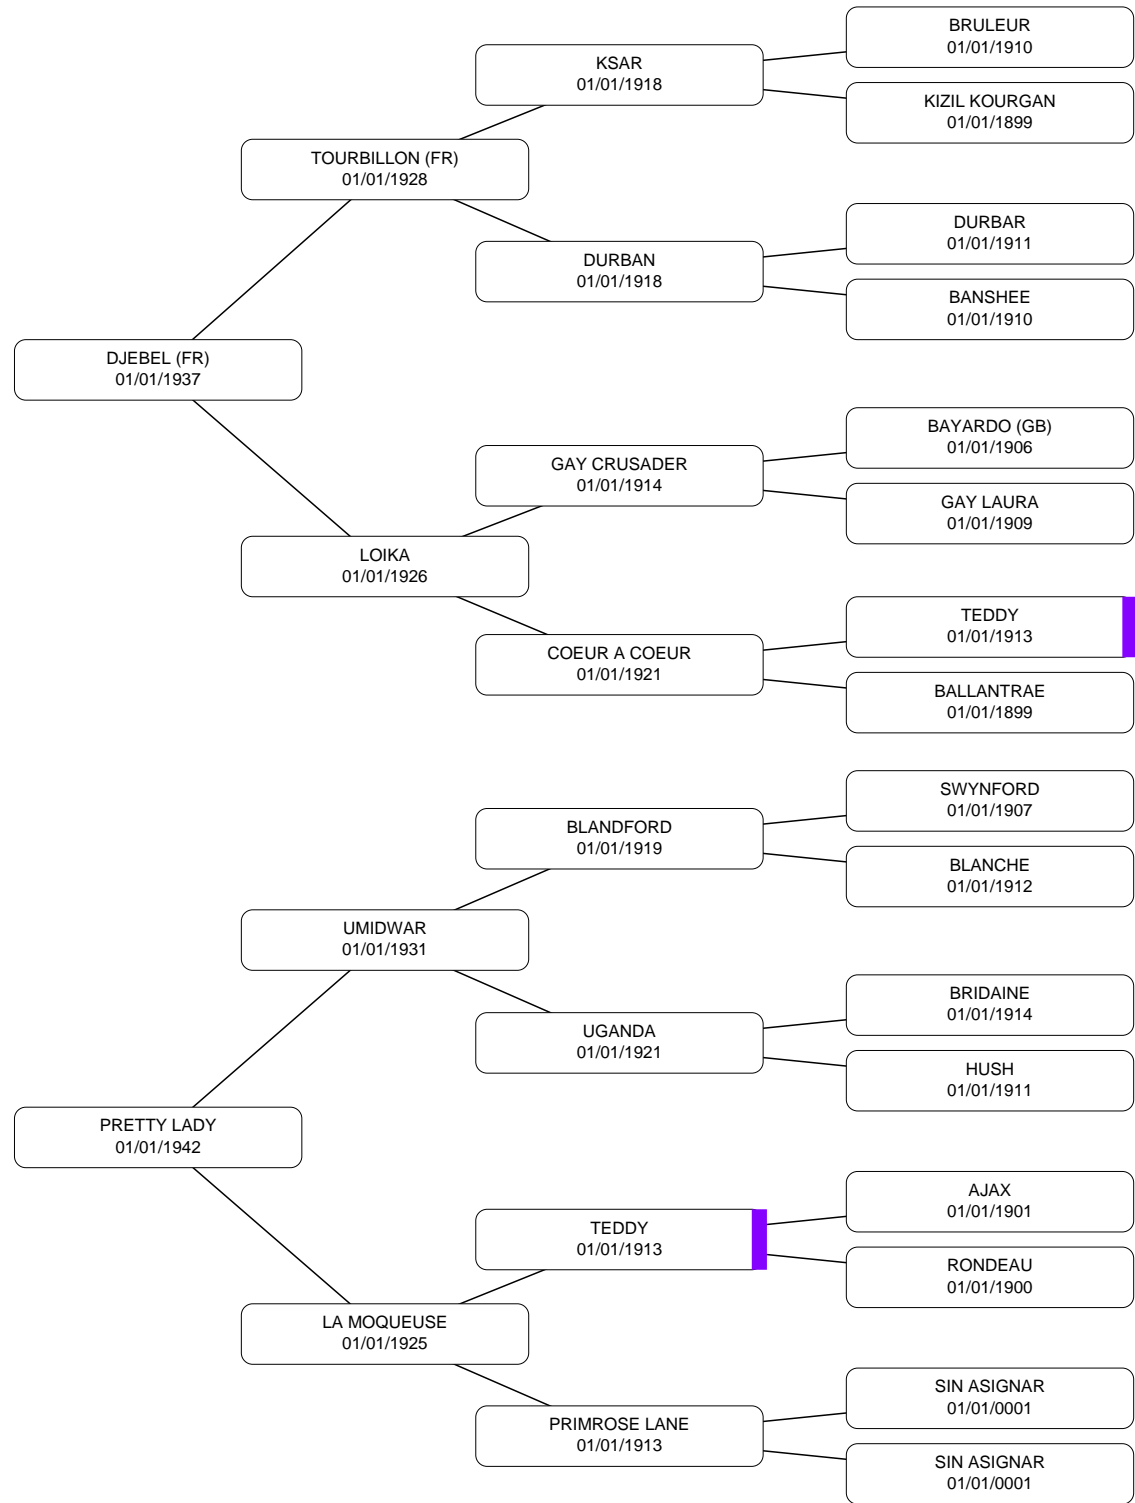 BRULEUR
01/01/1910
KSAR
01/01/1918
KIZIL KOURGAN
01/01/1899
TOURBILLON (FR)
01/01/1928
DURBAR
01/01/1911
DURBAN
01/01/1918
BANSHEE
01/01/1910
DJEBEL (FR)
01/01/1937
BAYARDO (GB)
01/01/1906
GAY CRUSADER
01/01/1914
GAY LAURA
01/01/1909
LOIKA
01/01/1926
TEDDY
01/01/1913
COEUR A COEUR
01/01/1921
BALLANTRAE
01/01/1899
SWYNFORD
01/01/1907
BLANDFORD
01/01/1919
BLANCHE
01/01/1912
UMIDWAR
01/01/1931
BRIDAINE
01/01/1914
UGANDA
01/01/1921
HUSH
01/01/1911
PRETTY LADY
01/01/1942
AJAX
01/01/1901
TEDDY
01/01/1913
RONDEAU
01/01/1900
LA MOQUEUSE
01/01/1925
SIN ASIGNAR
01/01/0001
PRIMROSE LANE
01/01/1913
SIN ASIGNAR
01/01/0001